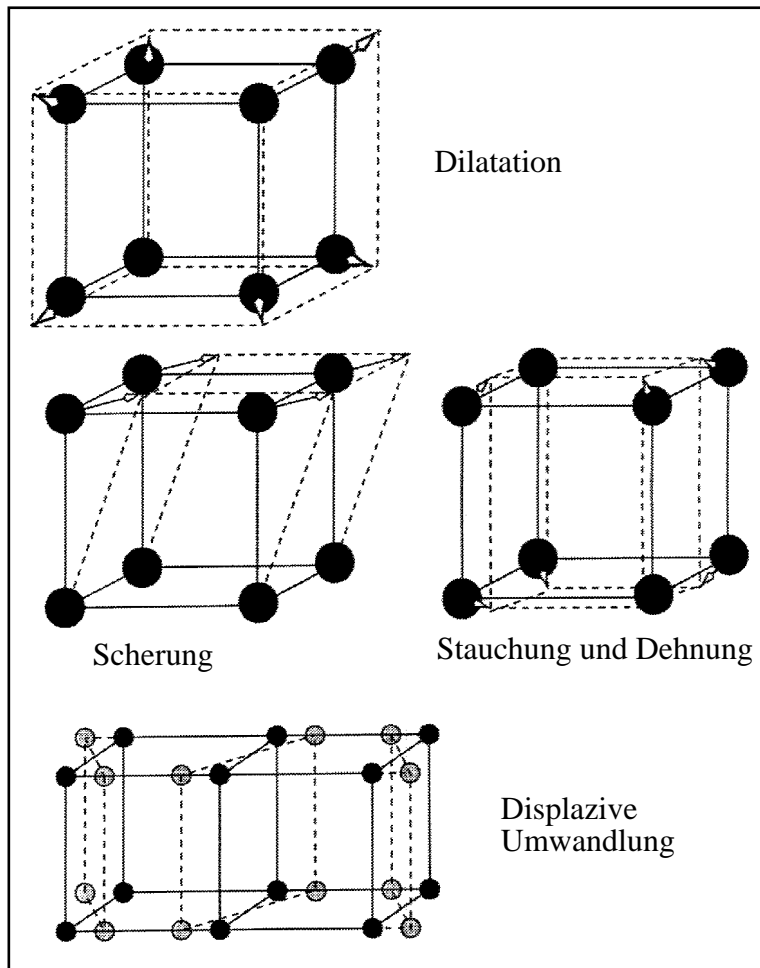 Dilatation
Scherung
Stauchung und Dehnung
Displazive
Umwandlung